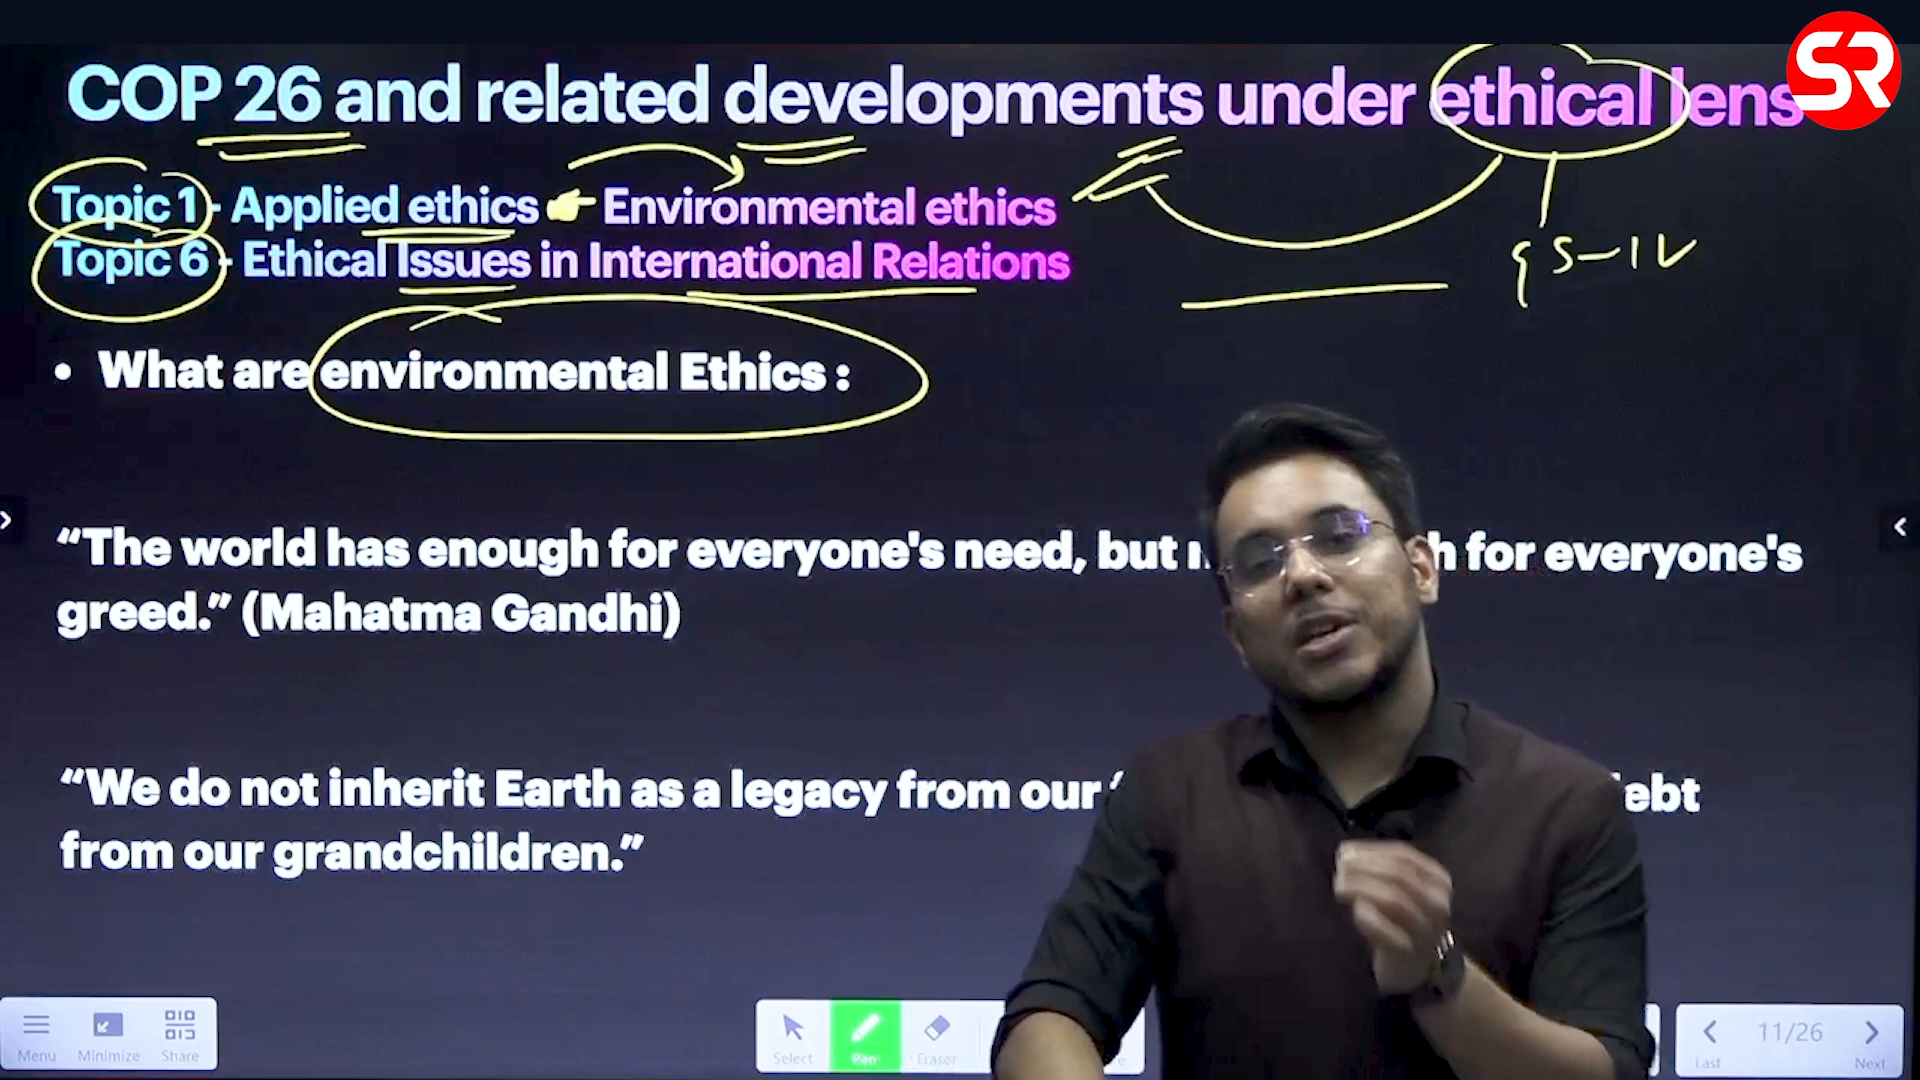 COP 26 and related developments under ethical lens
SR
Topic 1 - Applied ethics Environmental ethics
Topic 6 - Ethical Issues in International Relations
GS-IV
• What are environmental Ethics :
“The world has enough for everyone's need, but for everyone's
greed.” (Mahatma Gandhi)
“We do not inherit Earth as a legacy from our
from our grandchildren.”
Menu Minimize Share
Select Pen Eraser
11/26
Last Next